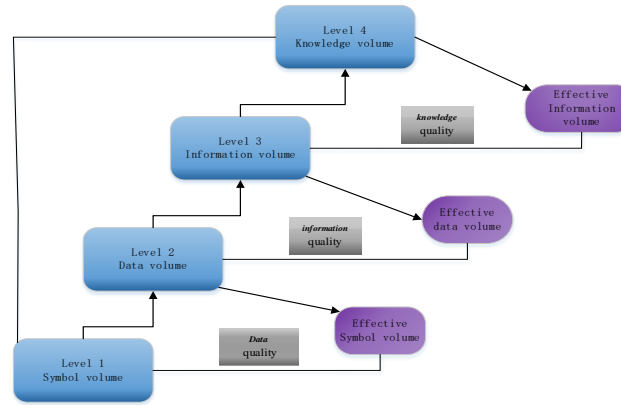 Level 4
Knowledge volume
Effective
Information
volume
knowledge
quality
Level 3
Information volume
Effective
data volume
information
quality
Level 2
Data volume
Effective
Symbol volume
Data
quality
Level 1
Symbol volume